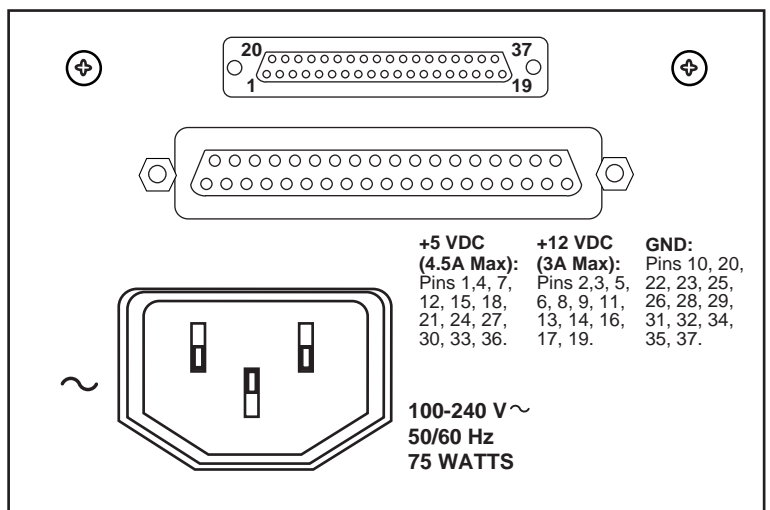 20 37
1 19
+5 VDC
(4.5A Max):
Pins 1,4, 7,
12, 15, 18,
21, 24, 27,
30, 33, 36.
+12 VDC
(3A Max):
Pins 2,3, 5,
6, 8, 9, 11,
13, 14, 16,
17, 19.
GND:
Pins 10, 20,
22, 23, 25,
26, 28, 29,
31, 32, 34,
35, 37.
~
100-240 V~
50/60 Hz
75 WATTS